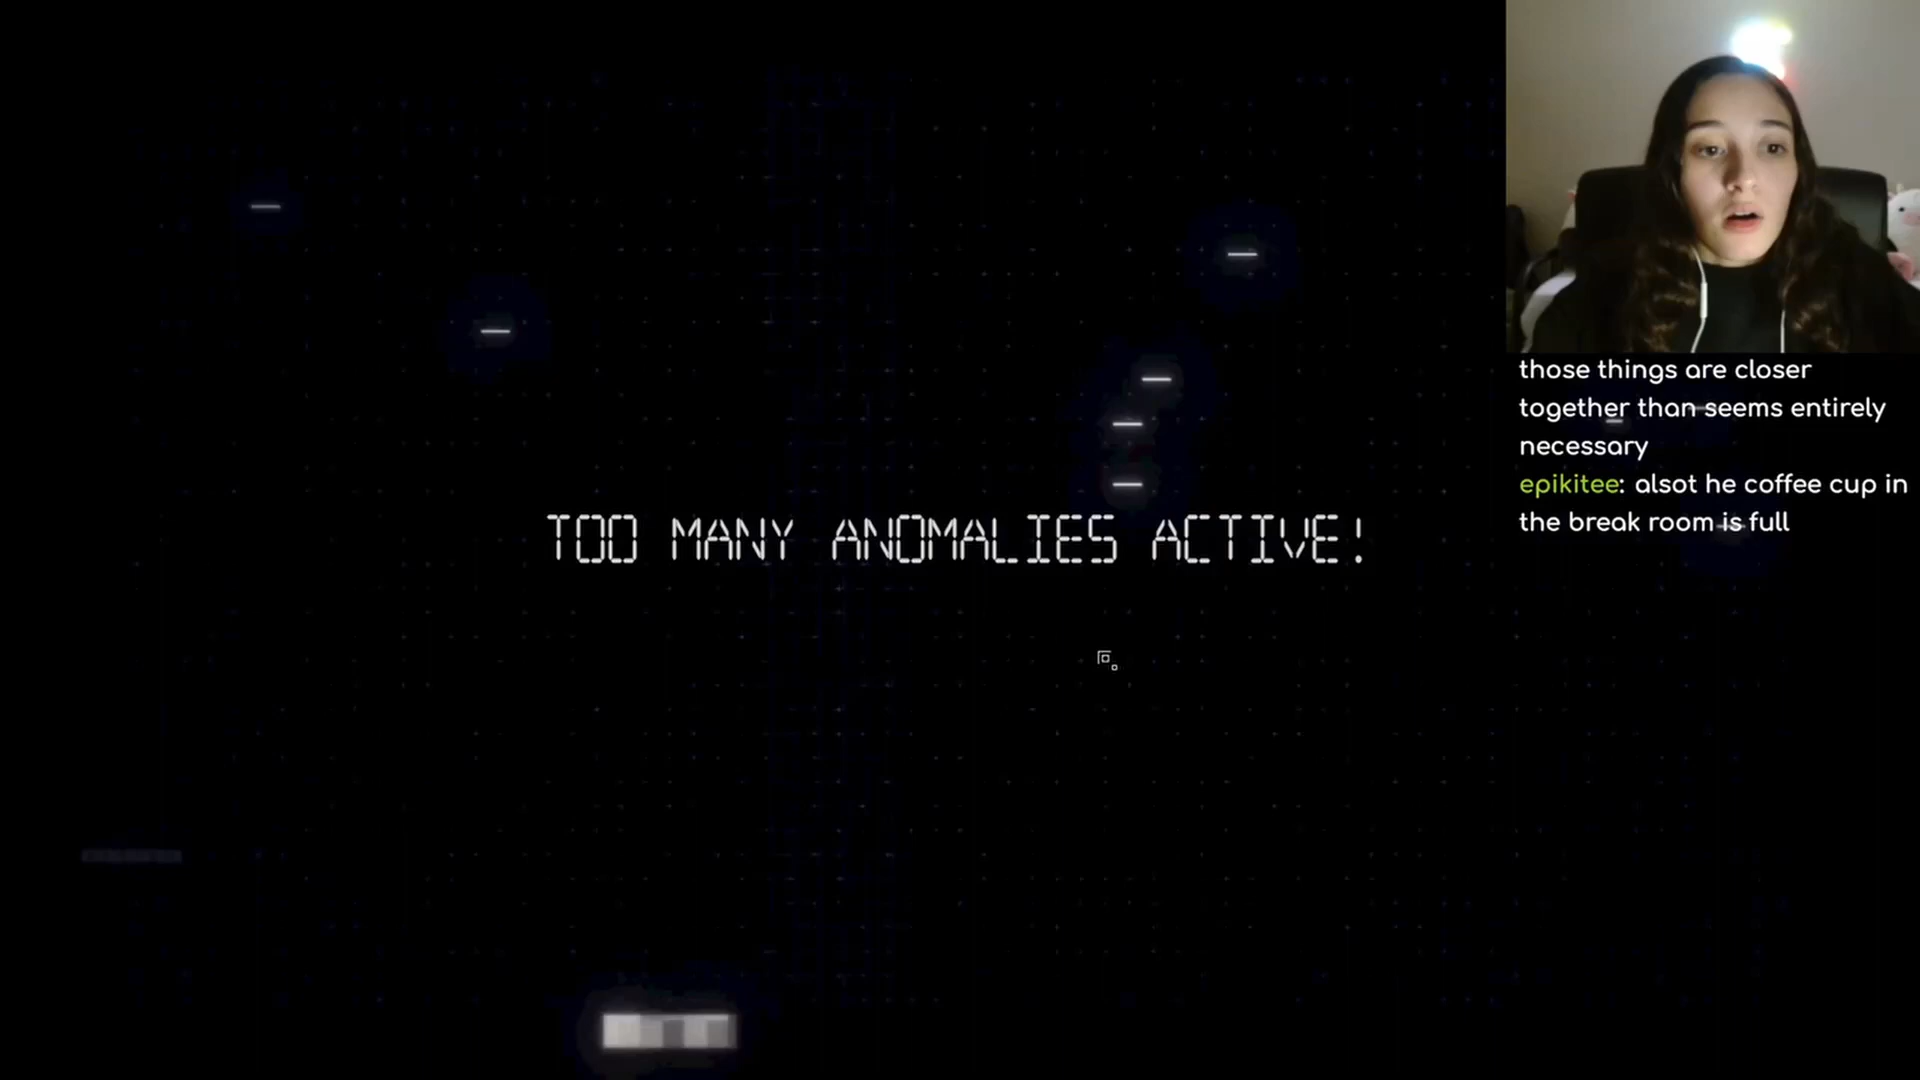 those things are closer
together than seems entirely
necessary
epikitee: alsot he coffee cup in
the break room is full
TOO MANY ANOMALIES ACTIVE!